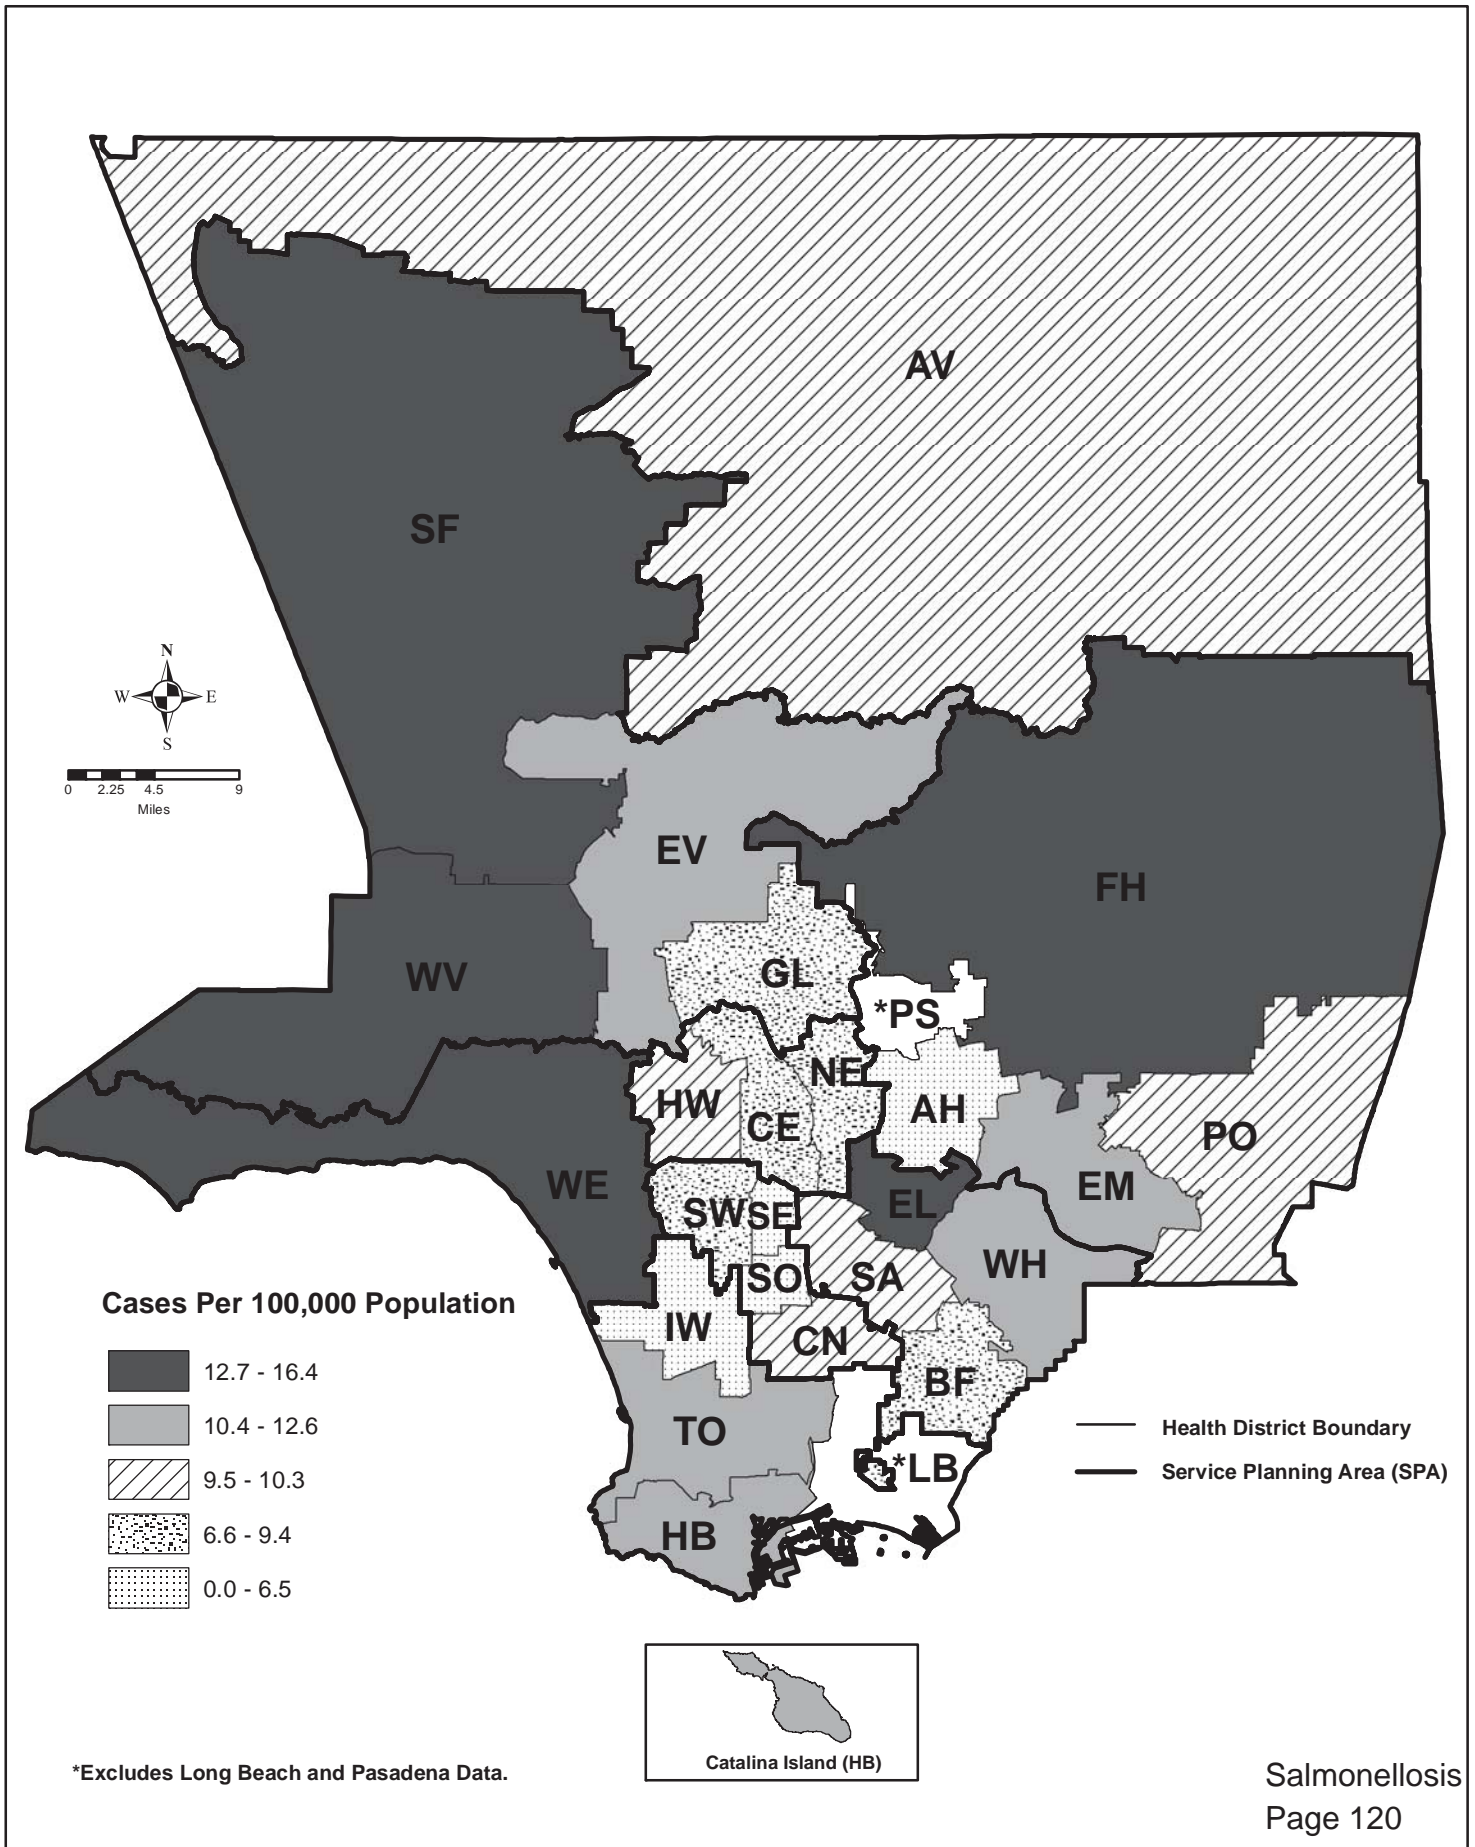 AV
SF
N
W E
S
0 2.25 4.5 9
Miles
EV
FH
WV
GL
*PS
NE
HW
AH
CE
PO
WE
EM
EL
SW
SE
WH
SO
SA
Cases Per 100,000 Population
IW
CN
12.7 - 16.4
BF
10.4 - 12.6
TO
Health District Boundary
9.5 - 10.3
*LB
Service Planning Area (SPA)
6.6 - 9.4
HB
0.0 - 6.5
Catalina Island (HB)
*Excludes Long Beach and Pasadena Data.
Salmonellosis
Page 120